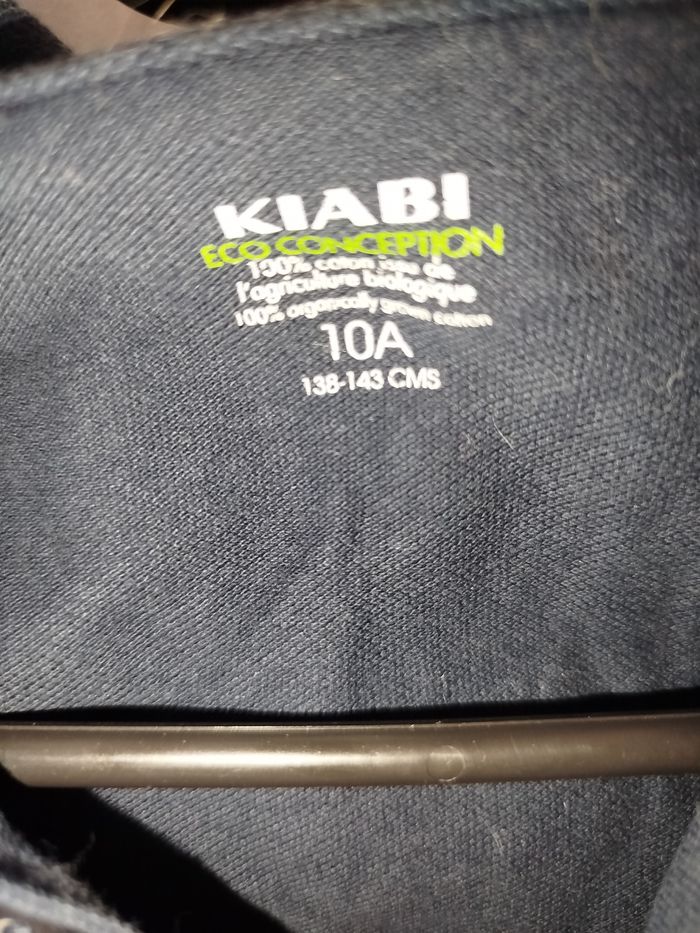 KIABI
ECO CONCEPTION
100% coton issu de
l'agriculture biologique
100% organically grown cotton
10A
138-143 CMS